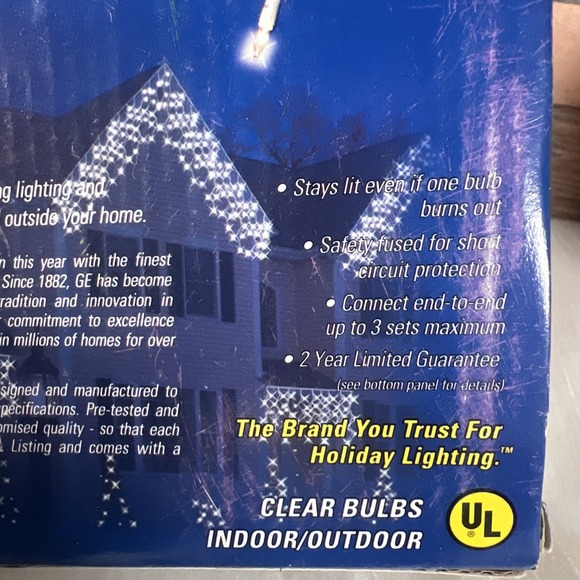 ng lighting and
outside your home.
n this year with the finest
Since 1882, GE has become
radition and innovation in
commitment to excellence
in millions of homes for over
signed and manufactured to
pecifications. Pre-tested and
omised quality - so that each
Listing and comes with a
• Stays lit even if one bulb
burns out
• Safety fused for short
circuit protection
• Connect end-to-end
up to 3 sets maximum
• 2 Year Limited Guarantee
(see bottom panel for details)
The Brand You Trust For
Holiday Lighting.™
CLEAR BULBS
INDOOR/OUTDOOR
UL
®